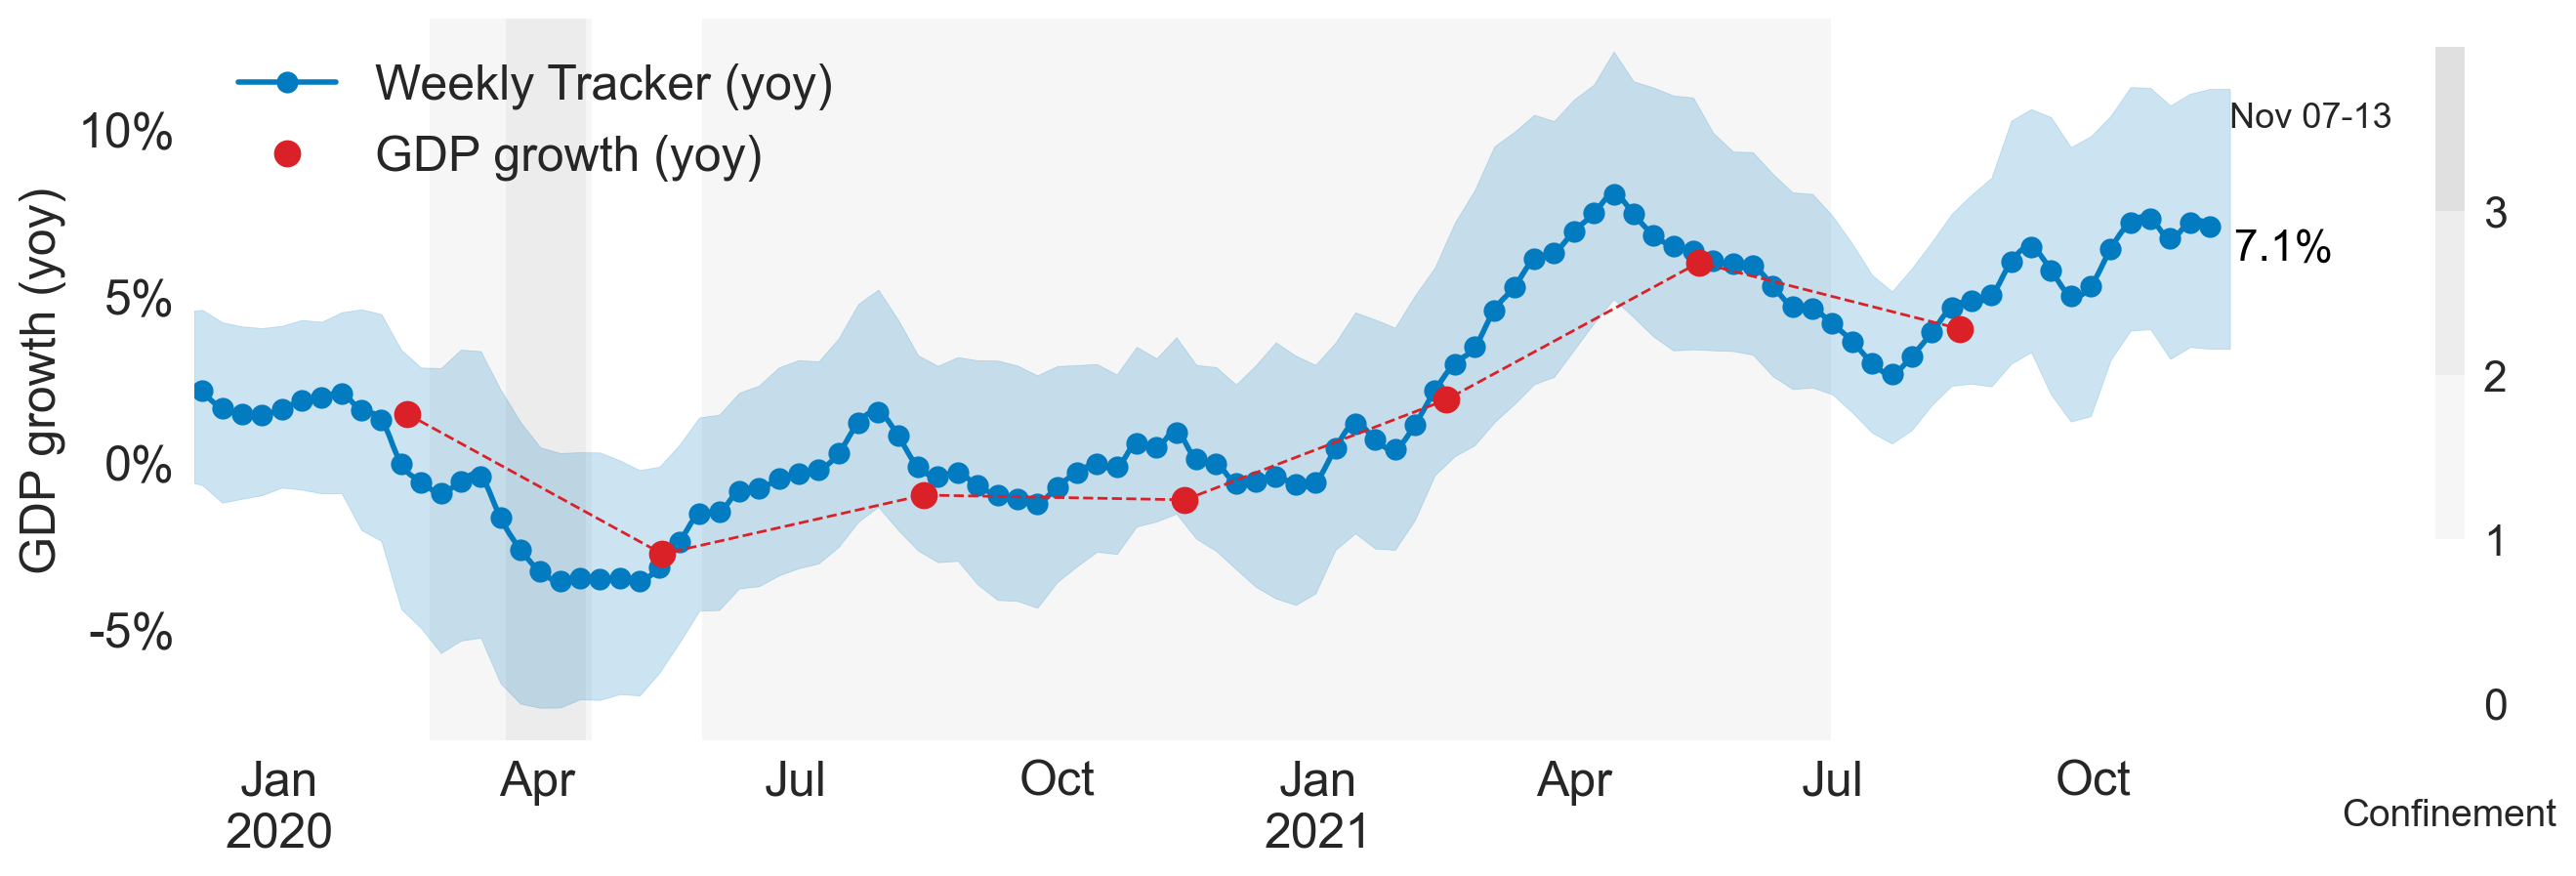 Weekly Tracker (yoy)
GDP growth (yoy)
GDP growth (yoy)
10%
5%
0%
-5%
Nov 07-13
7.1%
3
2
1
0
Jan
2020
Apr
Jul
Oct
Jan
2021
Apr
Jul
Oct
Confinement